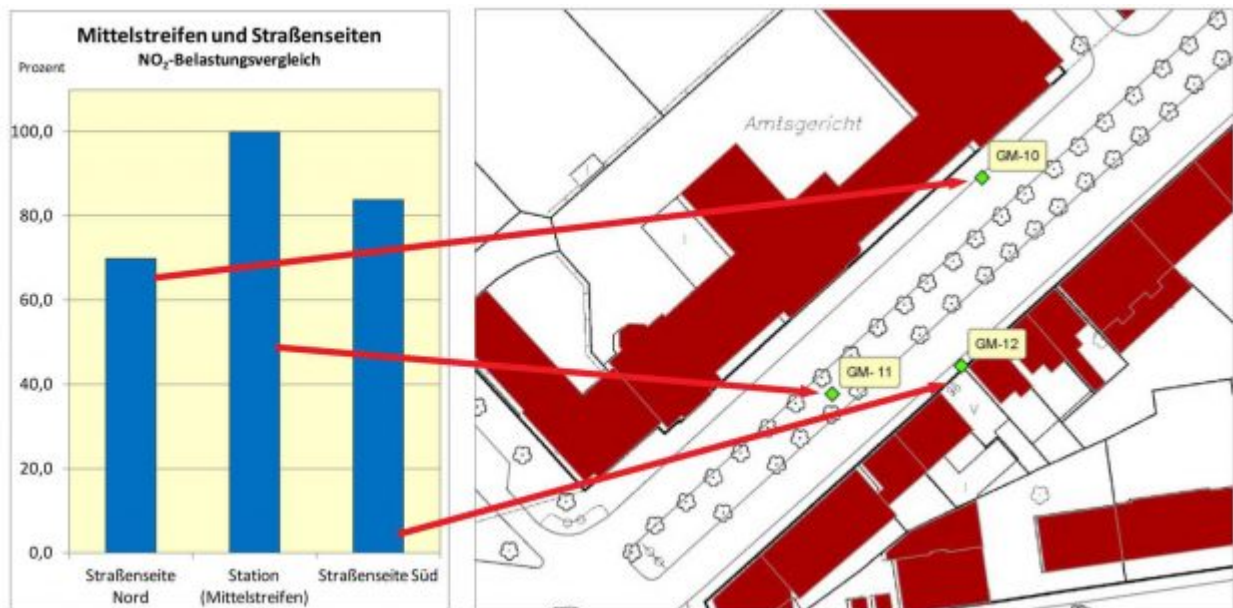 Mittelstreifen und Straßenseiten
NO₂-Belastungsvergleich
Prozent
100,0
80,0
60,0
40,0
20,0
0,0
Straßenseite
Nord
Station
(Mittelstreifen)
Straßenseite Süd
Amtsgericht
GM-10
GM-12
GM- 11
I
V
I